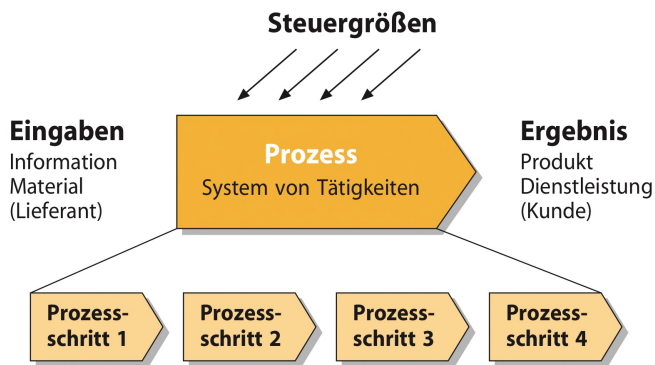 Steuergrößen
Eingaben
Information
Material
(Lieferant)
Prozess
System von Tätigkeiten
Ergebnis
Produkt
Dienstleistung
(Kunde)
Prozess-
schritt 1
Prozess-
schritt 2
Prozess-
schritt 3
Prozess-
schritt 4